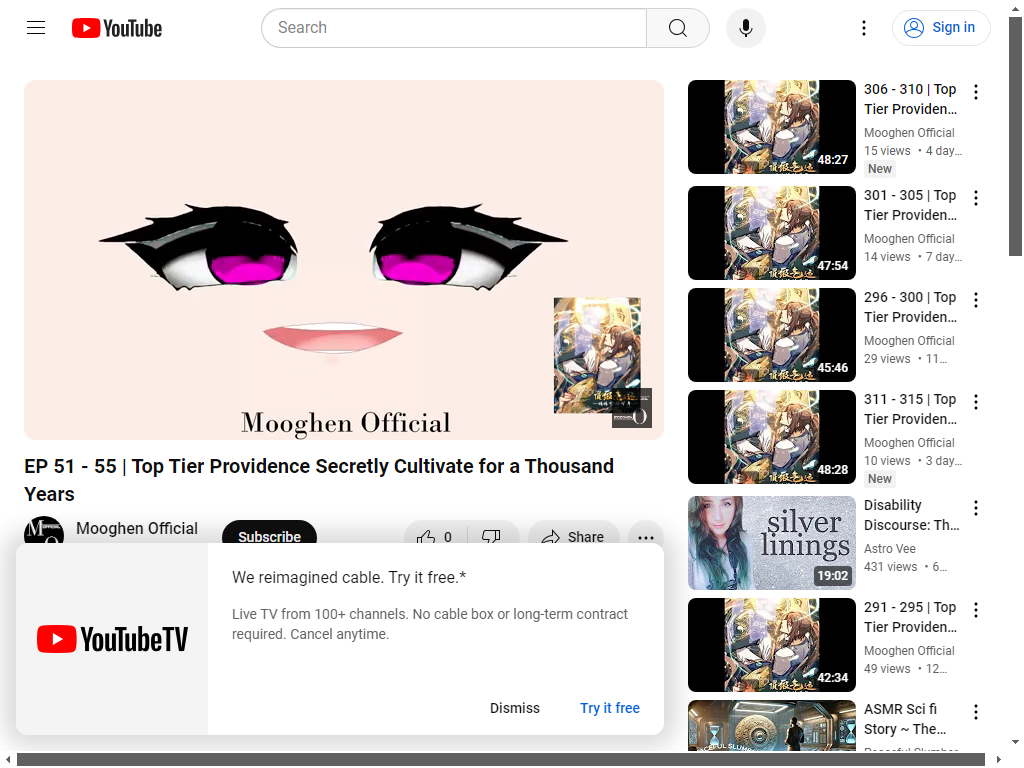 YouTube
Search
Sign in
Mooghen Official
EP 51 - 55 | Top Tier Providence Secretly Cultivate for a Thousand
Years
Mooghen Official
Subscribe
0
Share
YouTubeTV
We reimagined cable. Try it free.*
Live TV from 100+ channels. No cable box or long-term contract
required. Cancel anytime.
Dismiss
Try it free
48:27
306 - 310 | Top
Tier Providen...
Mooghen Official
15 views • 4 day...
New
47:54
301 - 305 | Top
Tier Providen...
Mooghen Official
14 views • 7 day...
45:46
296 - 300 | Top
Tier Providen...
Mooghen Official
29 views • 11...
48:28
311 - 315 | Top
Tier Providen...
Mooghen Official
10 views • 3 day...
New
silver
linings
19:02
Disability
Discourse: Th...
Astro Vee
431 views • 6...
42:34
291 - 295 | Top
Tier Providen...
Mooghen Official
49 views • 12...
ASMR Sci fi
Story ~ The...